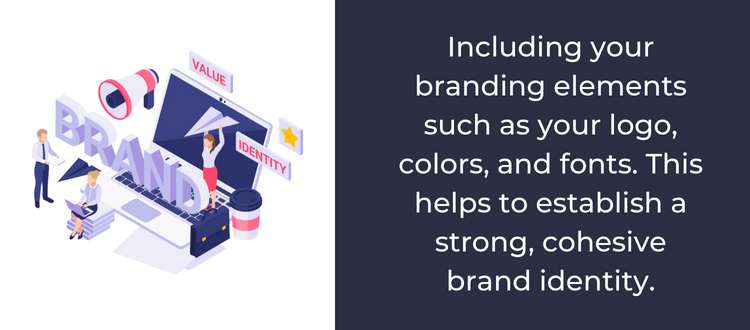 VALUE
BRAND
IDENTITY
Including your
branding elements
such as your logo,
colors, and fonts. This
helps to establish a
strong, cohesive
brand identity.